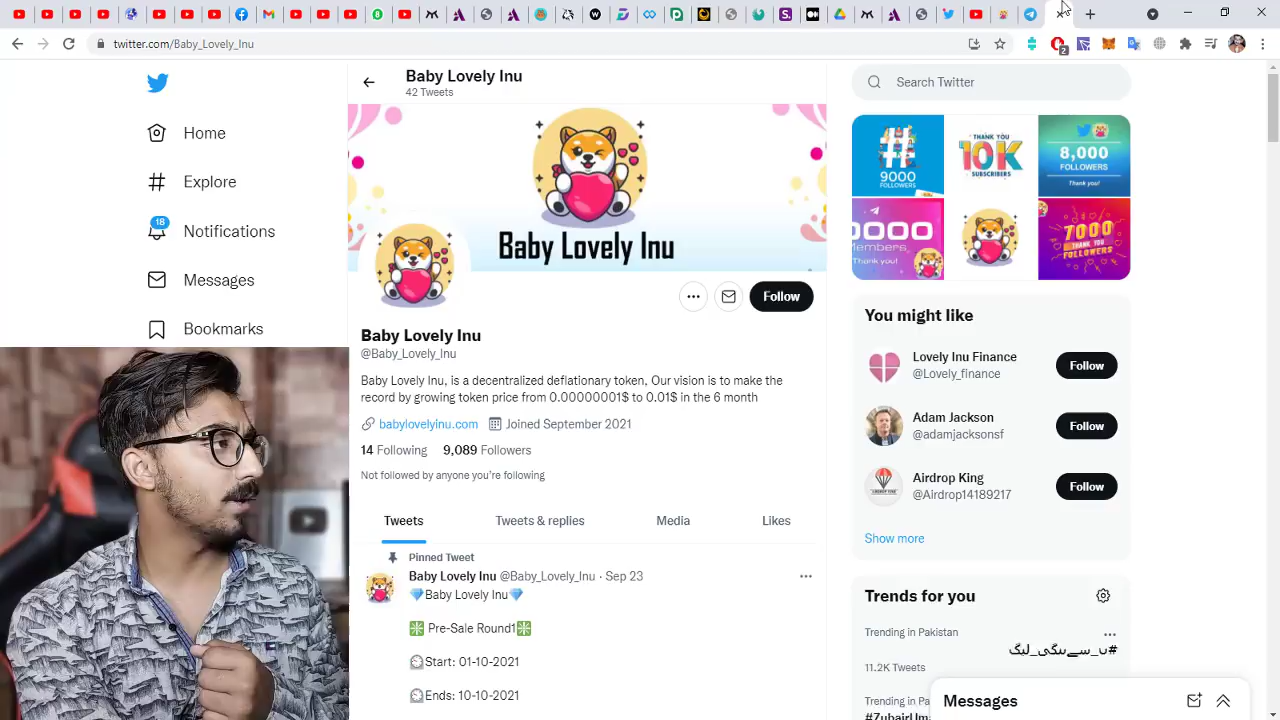 twitter.com/Baby_Lovely_Inu
2
Baby Lovely Inu
42 Tweets
Search Twitter
Home
Explore
18
Notifications
Messages
Bookmarks
Baby Lovely Inu
#
9000
FOLLOWERS
THANK YOU
10K
SUBSCRIBERS
8,000
FOLLOWERS
Thank you!
0000
Members,
Thank you!
7000
THANK YOU
FOLLOWERS
Follow
Baby Lovely Inu
@Baby_Lovely_Inu
Baby Lovely Inu, is a decentralized deflationary token, Our vision is to make the
record by growing token price from 0.00000001$ to 0.01$ in the 6 month
babylovelyinu.com Joined September 2021
14 Following 9,089 Followers
Not followed by anyone you're following
Tweets Tweets & replies Media Likes
Pinned Tweet
Baby Lovely Inu @Baby_Lovely_Inu · Sep 23
💎Baby Lovely Inu💎
❇️ Pre-Sale Round1❇️
⏲Start: 01-10-2021
⏲Ends: 10-10-2021
You might like
Lovely Inu Finance
@Lovely_finance
Follow
Adam Jackson
@adamjacksonsf
Follow
Airdrop King
@Airdrop14189217
Follow
Show more
Trends for you
Trending in Pakistan
11.2K Tweets
Trending in Pa
Messages